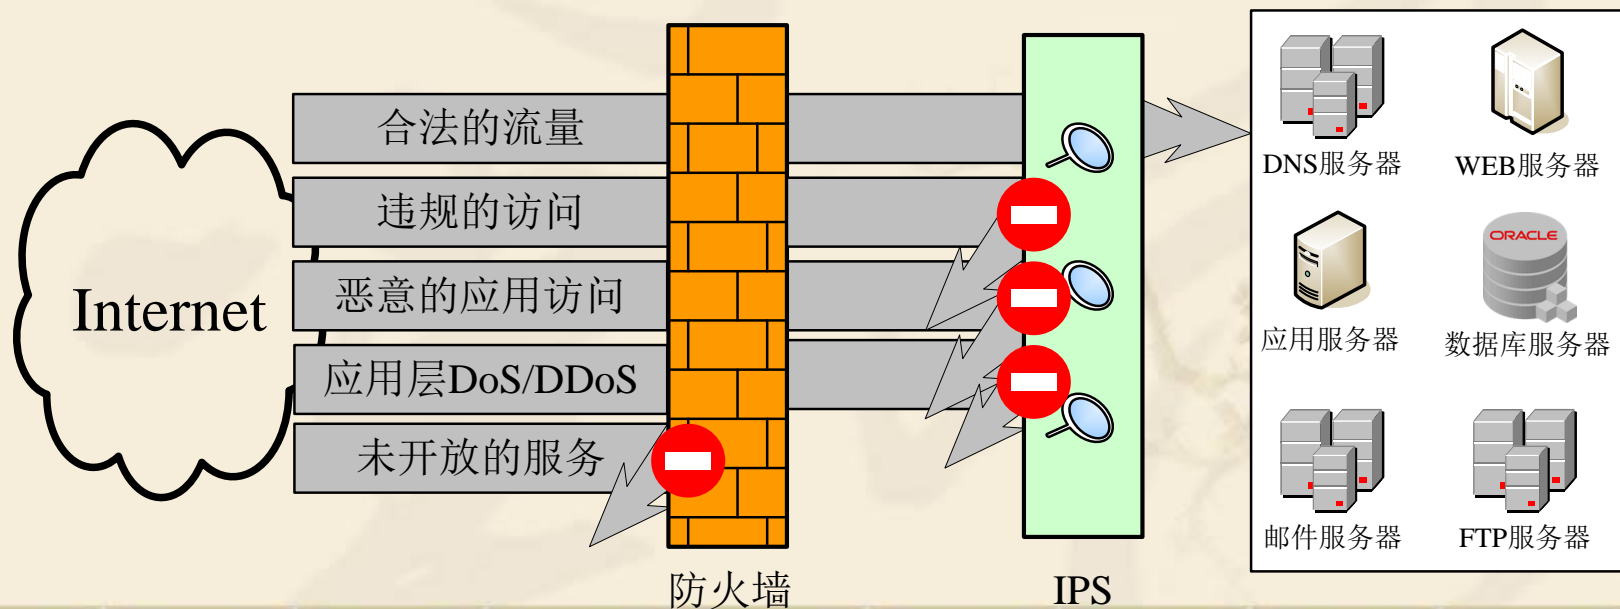 Internet
合法的流量
违规的访问
恶意的应用访问
应用层DoS/DDoS
未开放的服务
防火墙
IPS
DNS服务器
WEB服务器
应用服务器
ORACLE
数据库服务器
邮件服务器
FTP服务器